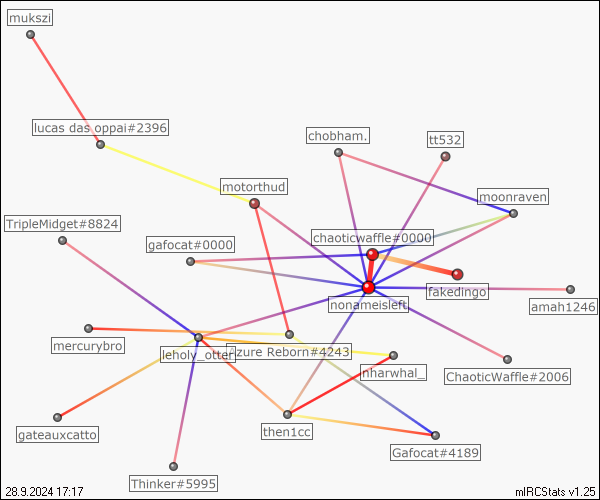 mukszi
lucas das oppai#2396
chobham.
tt532
motorthud
moonraven
TripleMidget#8824
gafocat#0000
chaoticwaffle#0000
fakedingo
nonameisleft
amah1246
mercurybro
leholy_otter
zure Reborn#4243
nharwhal_
ChaoticWaffle#2006
gateauxcatto
then1cc
Gafocat#4189
Thinker#5995
28.9.2024 17:17
mIRCStats v1.25